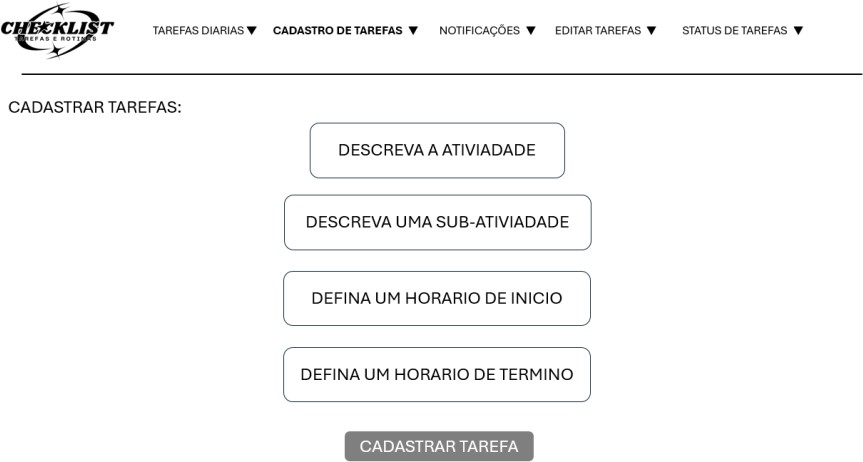 CHECKLIST
TAREFAS E ROTINAS
TAREFAS DIARIAS ▼ CADASTRO DE TAREFAS ▼ NOTIFICAÇÕES ▼ EDITAR TAREFAS ▼ STATUS DE TAREFAS ▼
CADASTRAR TAREFAS:
DESCREVA A ATIVIADADE
DESCREVA UMA SUB-ATIVIADADE
DEFINA UM HORARIO DE INICIO
DEFINA UM HORARIO DE TERMINO
CADASTRAR TAREFA